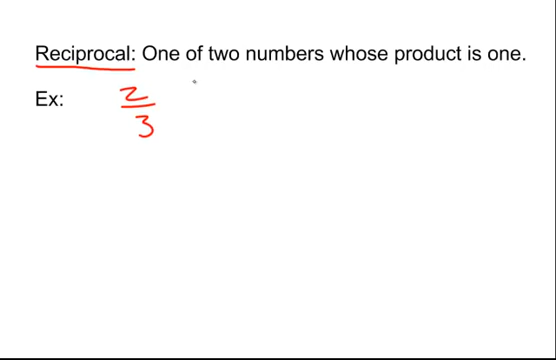 Reciprocal: One of two numbers whose product is one.
Ex: 2/3